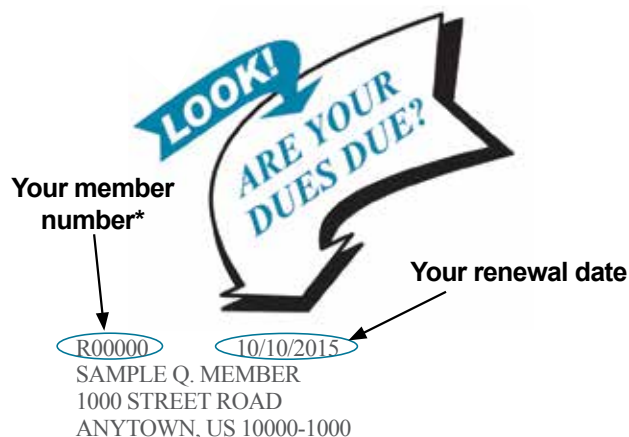 LOOK!
ARE YOUR
DUES DUE?
Your member
number*
Your renewal date
R00000 10/10/2015
SAMPLE Q. MEMBER
1000 STREET ROAD
ANYTOWN, US 10000-1000